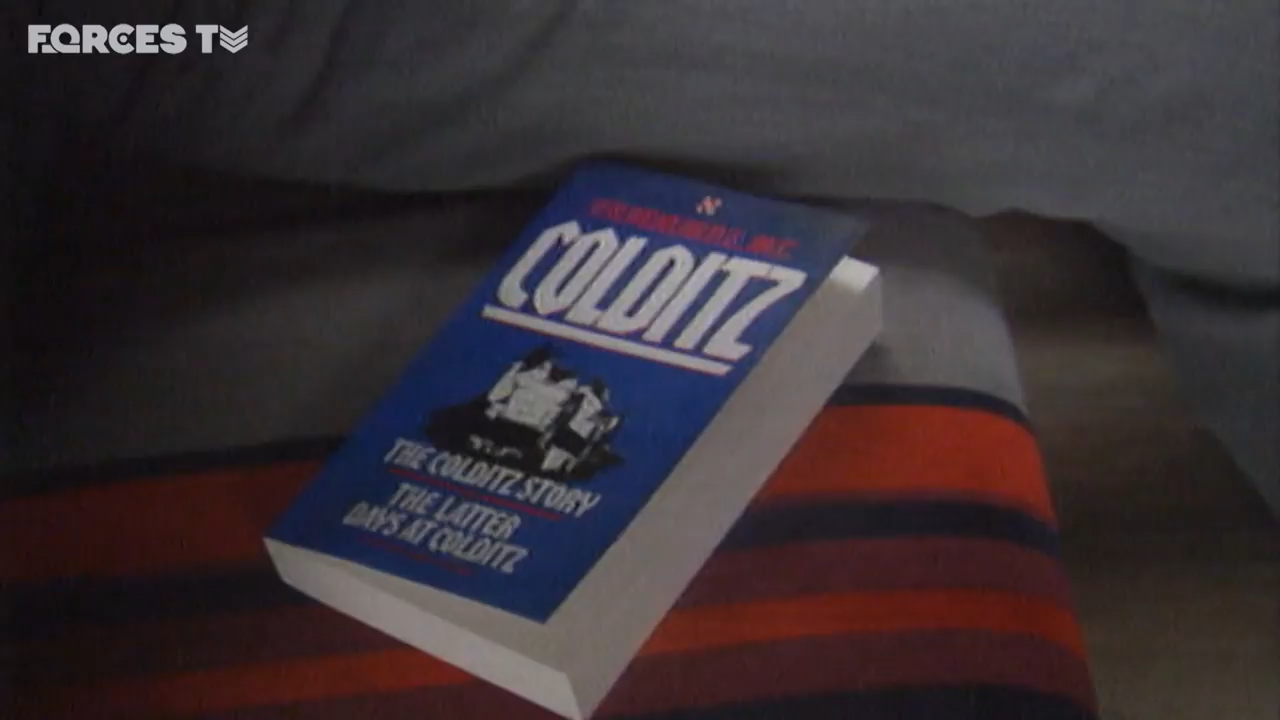 FORCES TV
COLDITZ
THE COLDITZ STORY
THE LATTER
DAYS AT COLDITZ